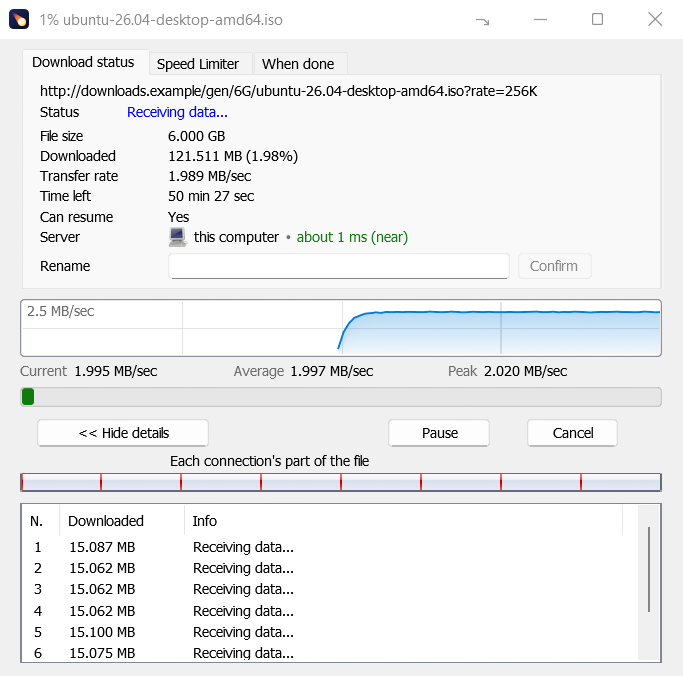 1% ubuntu-26.04-desktop-amd64.iso
Download status Speed Limiter When done
http://downloads.example/gen/6G/ubuntu-26.04-desktop-amd64.iso?rate=256K
Status Receiving data...
File size 6.000 GB
Downloaded 121.511 MB (1.98%)
Transfer rate 1.989 MB/sec
Time left 50 min 27 sec
Can resume Yes
Server this computer • about 1 ms (near)
Rename Confirm
2.5 MB/sec
Current 1.995 MB/sec Average 1.997 MB/sec Peak 2.020 MB/sec
<< Hide details Pause Cancel
Each connection's part of the file
N. Downloaded Info
1 15.087 MB Receiving data...
2 15.062 MB Receiving data...
3 15.062 MB Receiving data...
4 15.062 MB Receiving data...
5 15.100 MB Receiving data...
6 15.075 MB Receiving data...